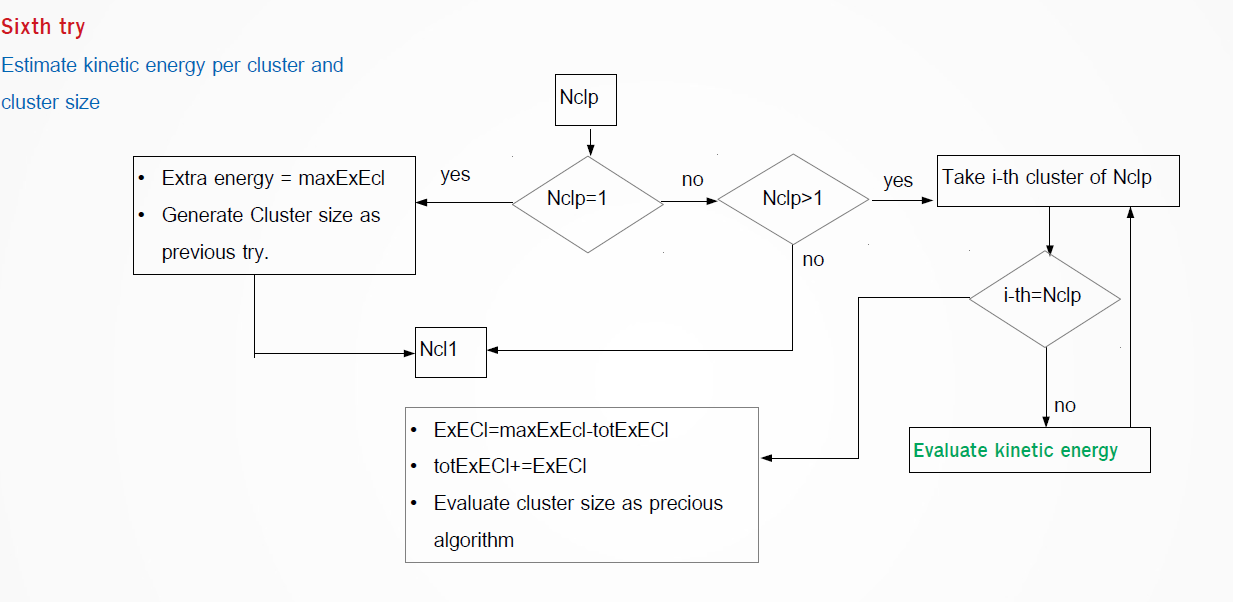 Sixth try
Estimate kinetic energy per cluster and
cluster size
Nclp
• Extra energy = maxExEcl
• Generate Cluster size as
previous try.
yes
Nclp=1
no
Nclp>1
yes
Take i-th cluster of Nclp
no
i-th=Nclp
Ncl1
no
• ExECl=maxExEcl-totExECl
• totExECl+=ExECl
• Evaluate cluster size as precious
algorithm
Evaluate kinetic energy